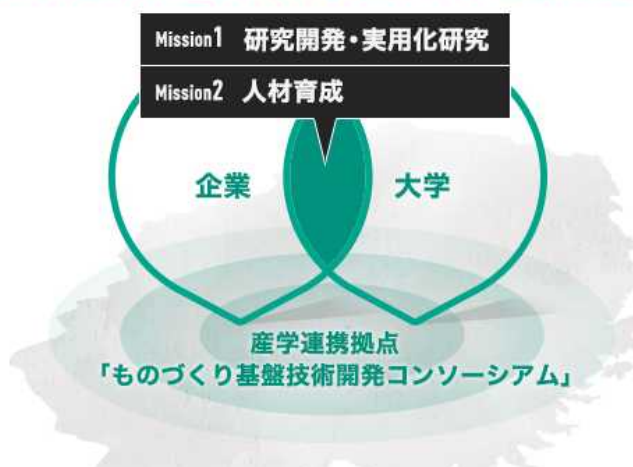 Mission1 研究開発・実用化研究
Mission2 人材育成
企業
大学
産学連携拠点
「ものづくり基盤技術開発コンソーシアム」